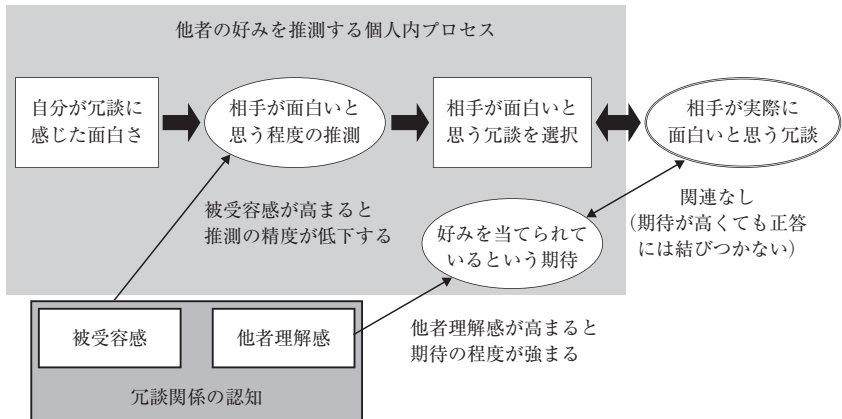 他者の好みを推測する個人内プロセス
自分が冗談に
感じた面白さ
相手が面白いと
思う程度の推測
相手が面白いと
思う冗談を選択
相手が実際に
面白いと思う冗談
被受容感が高まると
推測の精度が低下する
好みを当てられて
いるという期待
関連なし
（期待が高くても正答
には結びつかない）
被受容感
他者理解感
他者理解感が高まると
期待の程度が強まる
冗談関係の認知